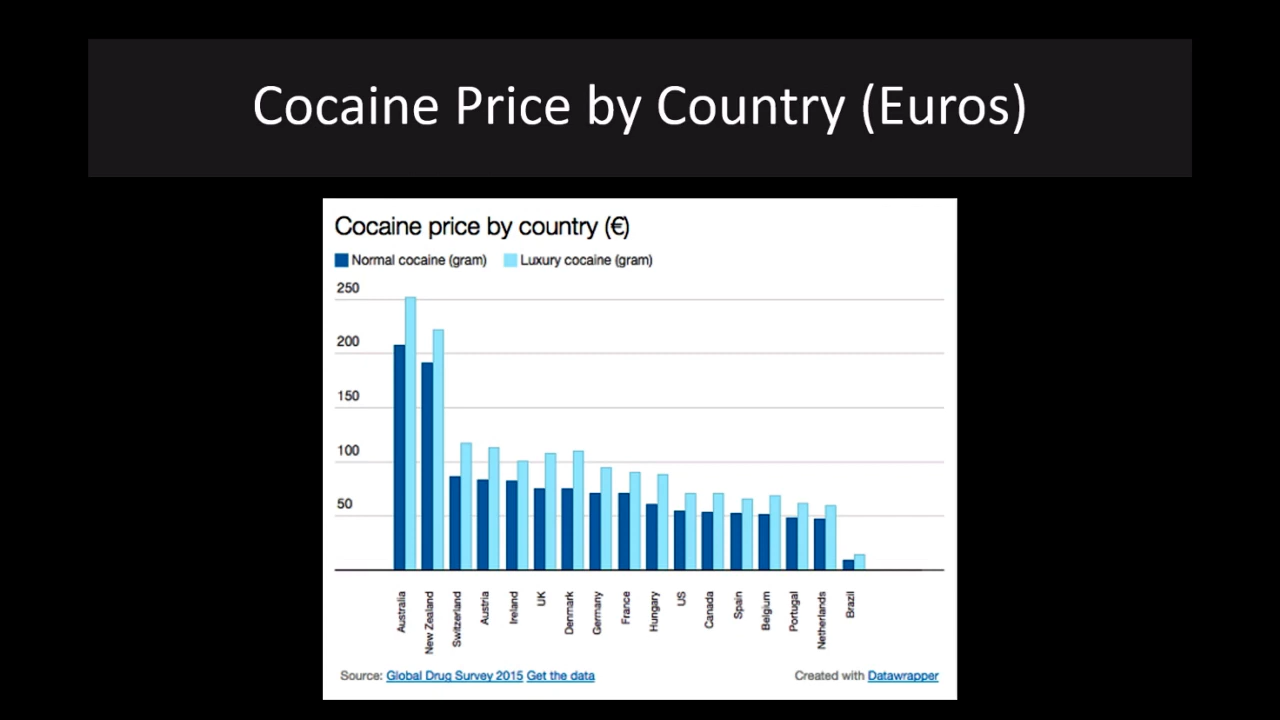 Cocaine Price by Country (Euros)
Cocaine price by country (€)
Normal cocaine (gram) Luxury cocaine (gram)
250
200
150
100
50
Australia New Zealand Switzerland Austria Ireland UK Denmark Germany France Hungary US Canada Spain Belgium Portugal Netherlands Brazil
Source: Global Drug Survey 2015 Get the data Created with Datawrapper